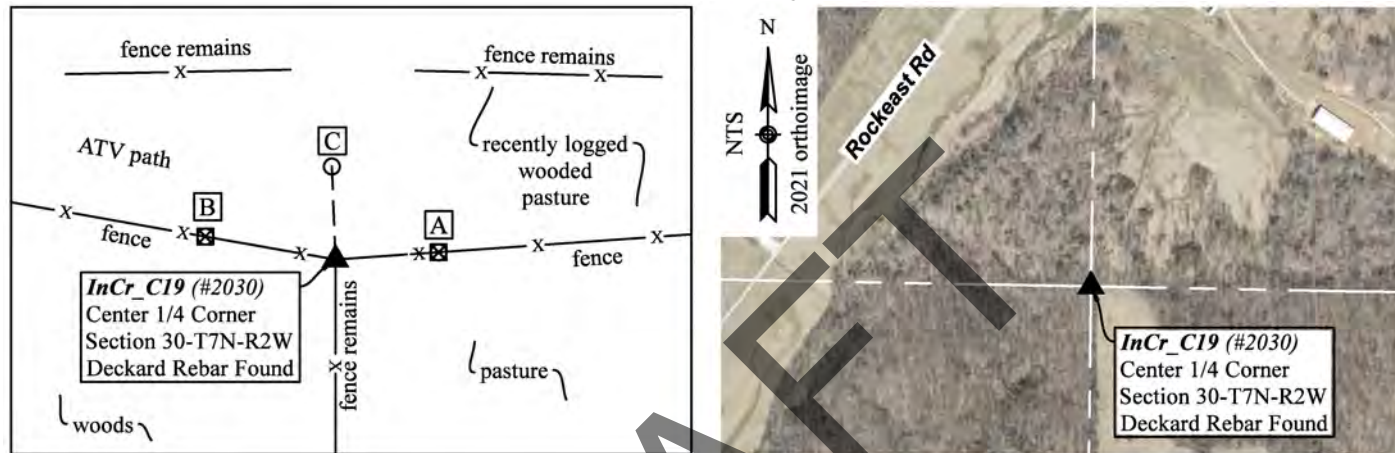 fence remains
fence remains
C
ATV path
recently logged
wooded
pasture
B
A
X
X
X
X
X
X
X
X
X
fence
fence
InCr_C19 (#2030)
Center 1/4 Corner
Section 30-T7N-R2W
Deckard Rebar Found
fence remains
X
pasture
woods
N
NTS
2021 orthoimage
Rockeast Rd
InCr_C19 (#2030)
Center 1/4 Corner
Section 30-T7N-R2W
Deckard Rebar Found